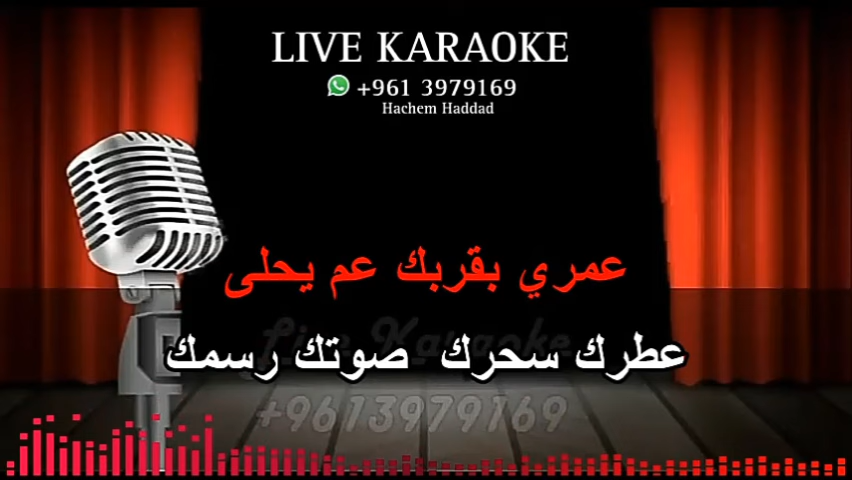 LIVE KARAOKE
+961 3979169
Hachem Haddad
عمري بقربك عم يحلى
Live Karaoke
عطرك سحرك صوتك رسمك
+9613979169